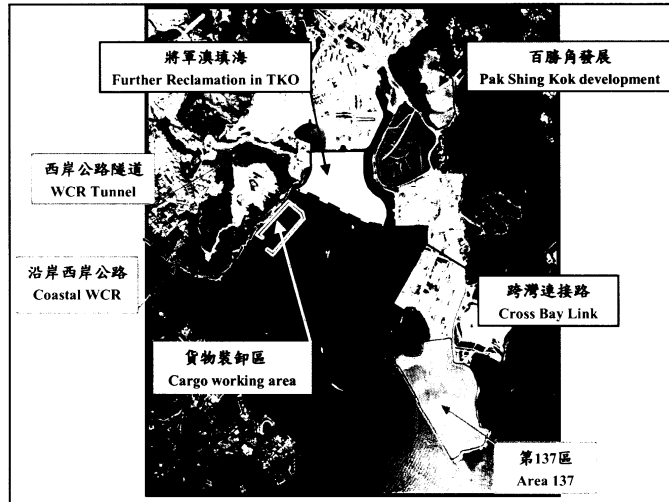 將軍澳填海
Further Reclamation in TKO
百勝角發展
Pak Shing Kok development
西岸公路隧道
WCR Tunnel
沿岸西岸公路
Coastal WCR
跨灣連接路
Cross Bay Link
貨物裝卸區
Cargo working area
第137區
Area 137